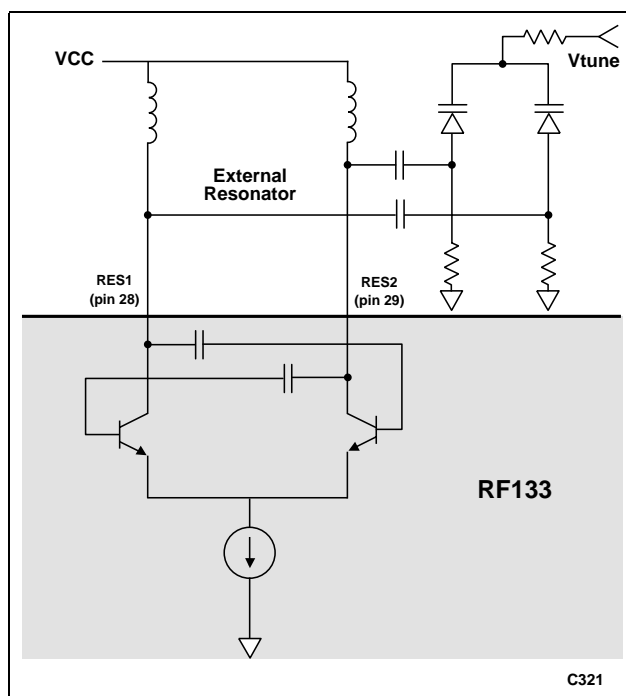 VCC
Vtune
External
Resonator
RES1
(pin 28)
RES2
(pin 29)
RF133
C321